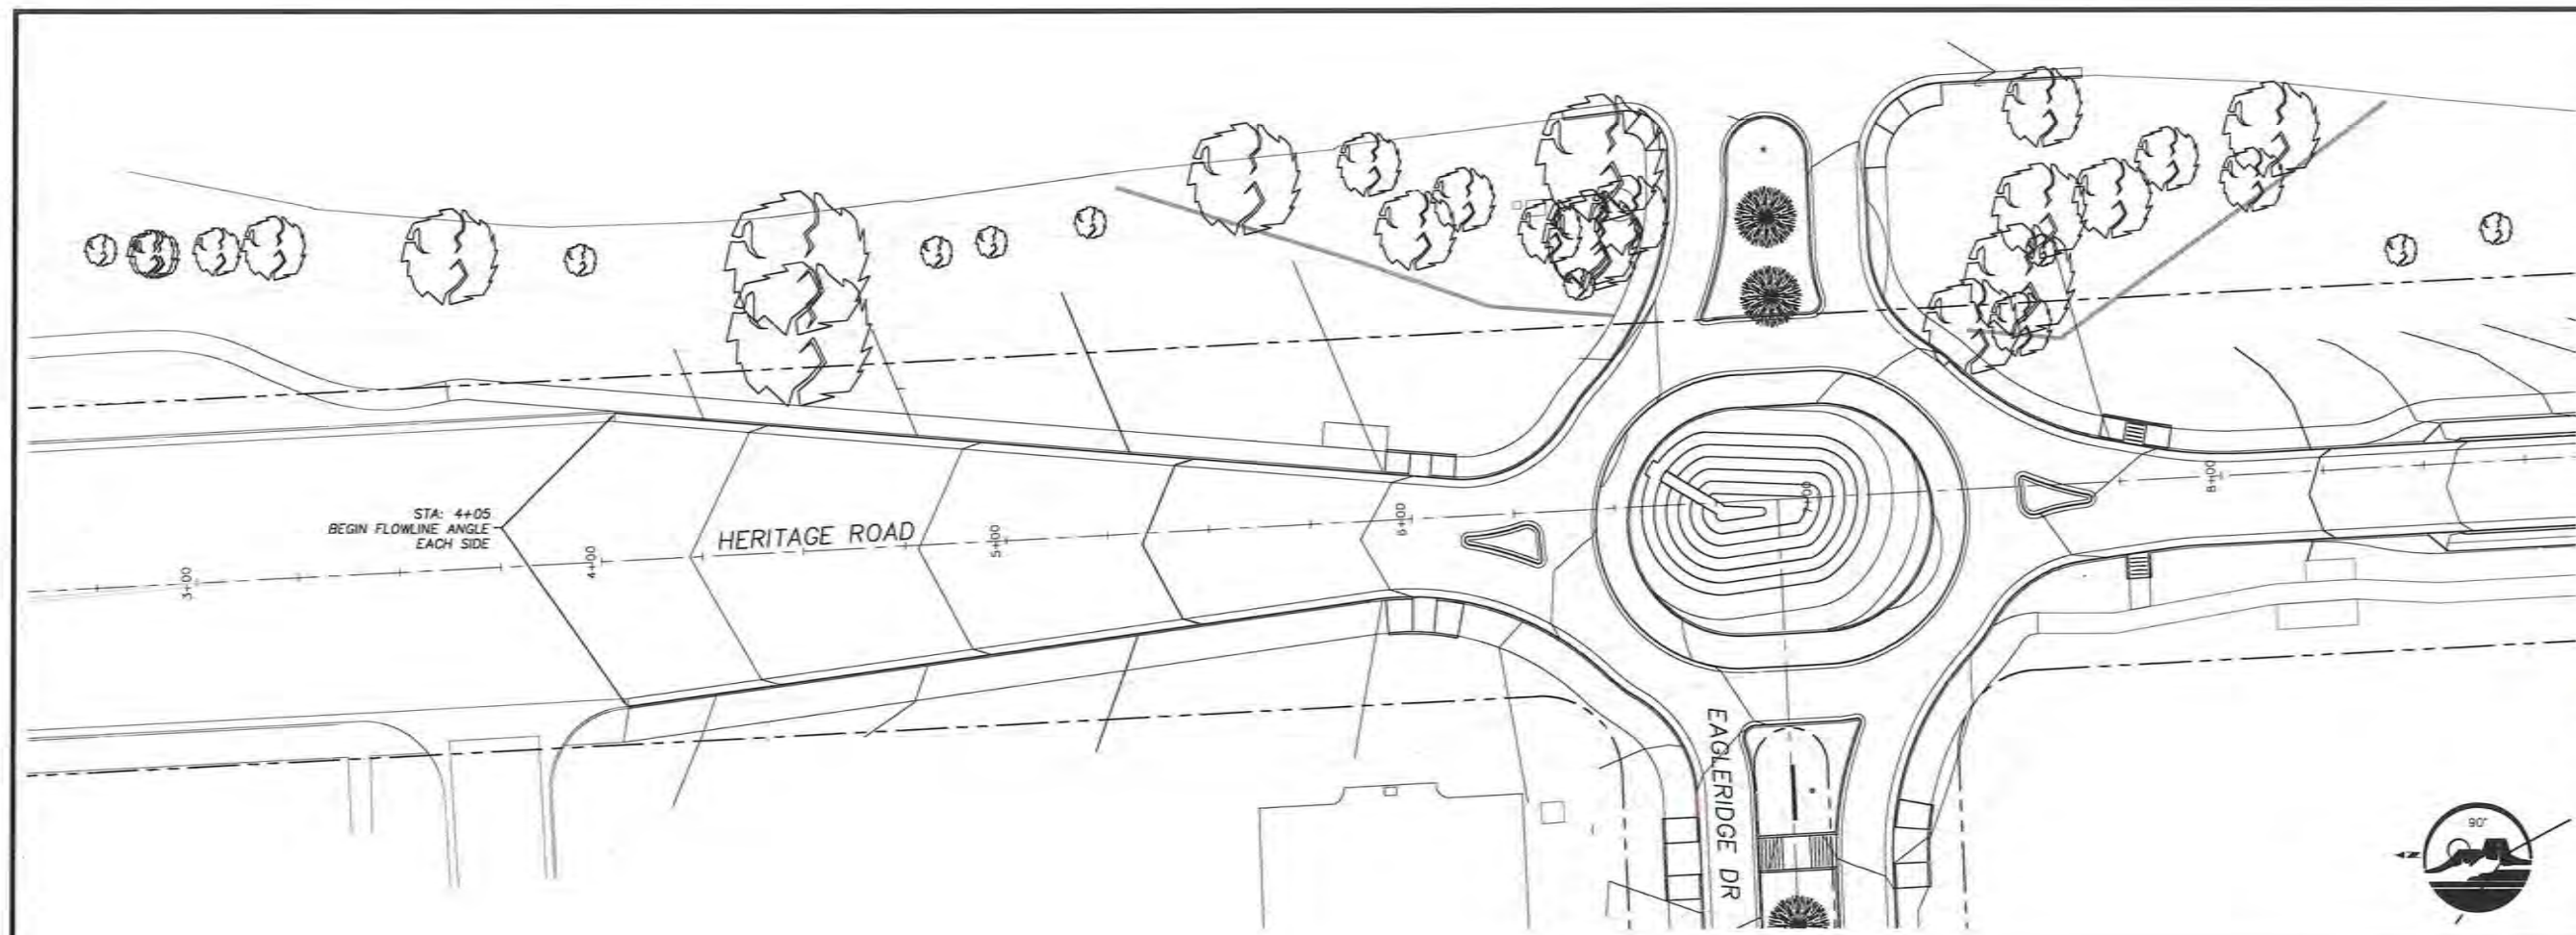 STA: 4+05
BEGIN FLOWLINE ANGLE
EACH SIDE
HERITAGE ROAD
3+00
4+00
5+00
6+00
7+00
8+00
EAGLERIDGE DR
90°
N